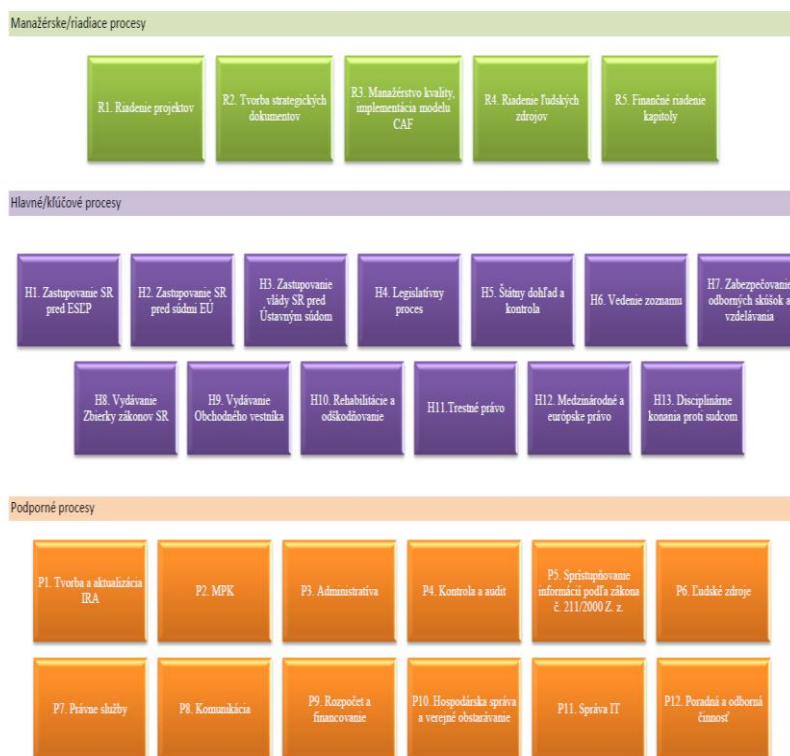 Manažérske/riadiace procesy
R1. Riadenie projektov
R2. Tvorba strategických
dokumentov
R3. Manažérstvo kvality,
implementácia modelu
CAF
R4. Riadenie ľudských
zdrojov
R5. Finančné riadenie
kapitoly
Hlavné/kľúčové procesy
H1. Zastupovanie SR
pred ESĽP
H2. Zastupovanie SR
pred súdmi EÚ
H3. Zastupovanie
vlády SR pred
Ústavným súdom
H4. Legislatívny
proces
H5. Štátny dohľad a
kontrola
H6. Vedenie zoznamu
H7. Zabezpečovanie
odborných skúšok a
vzdelávania
H8. Vydávanie
Zbierky zákonov SR
H9. Vydávanie
Obchodného vestníka
H10. Rehabilitácie a
odškodňovanie
H11.Trestné právo
H12. Medzinárodné a
európske právo
H13. Disciplinárne
konania proti sudcom
Podporné procesy
P1. Tvorba a aktualizácia
IRA
P2. MPK
P3. Administratíva
P4. Kontrola a audit
P5. Sprístupňovanie
informácií podľa zákona
č. 211/2000 Z. z.
P6. Ľudské zdroje
P7. Právne služby
P8. Komunikácia
P9. Rozpočet a
financovanie
P10. Hospodárska správa
a verejné obstarávanie
P11. Správa IT
P12. Poradná a odborná
činnosť